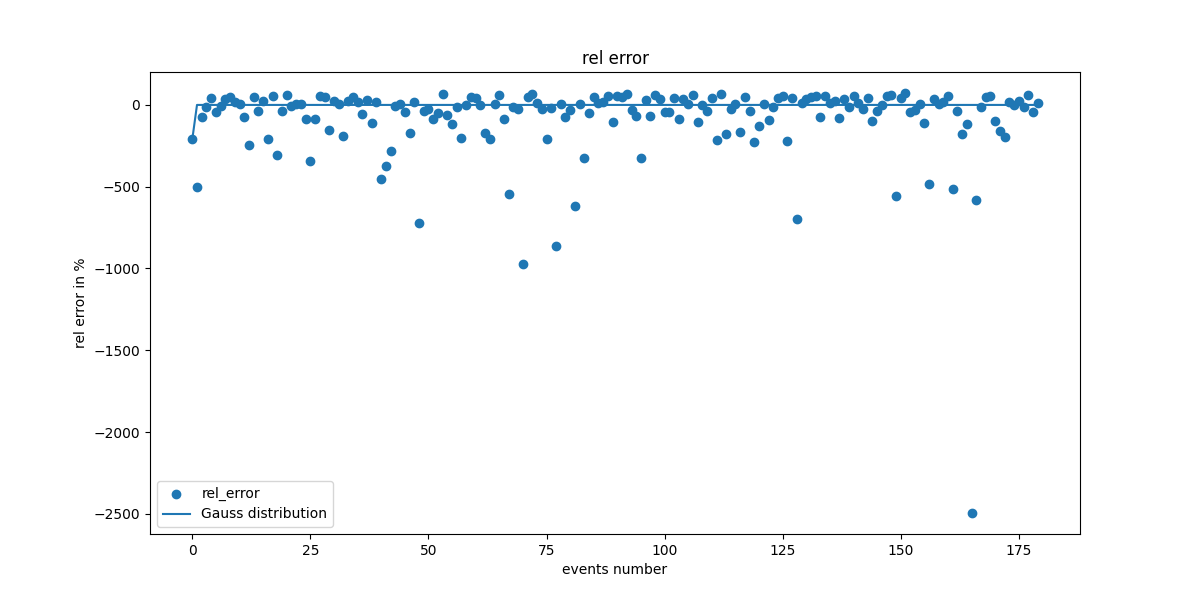 rel error
rel error in %
0
−500
−1000
−1500
−2000
−2500
rel_error
Gauss distribution
0 25 50 75 100 125 150 175
events number